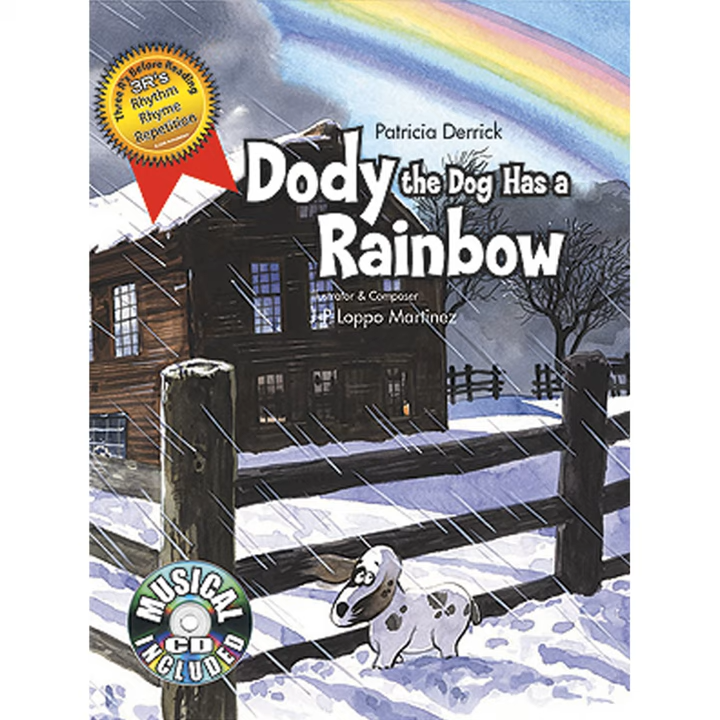 Three R's Before Reading
3R's
Rhythm
Rhyme
Repetition
Patricia Derrick
Dody the Dog Has a
Rainbow
& Composer
Loppo Martinez
MUSICAL
CD
INCLUDED